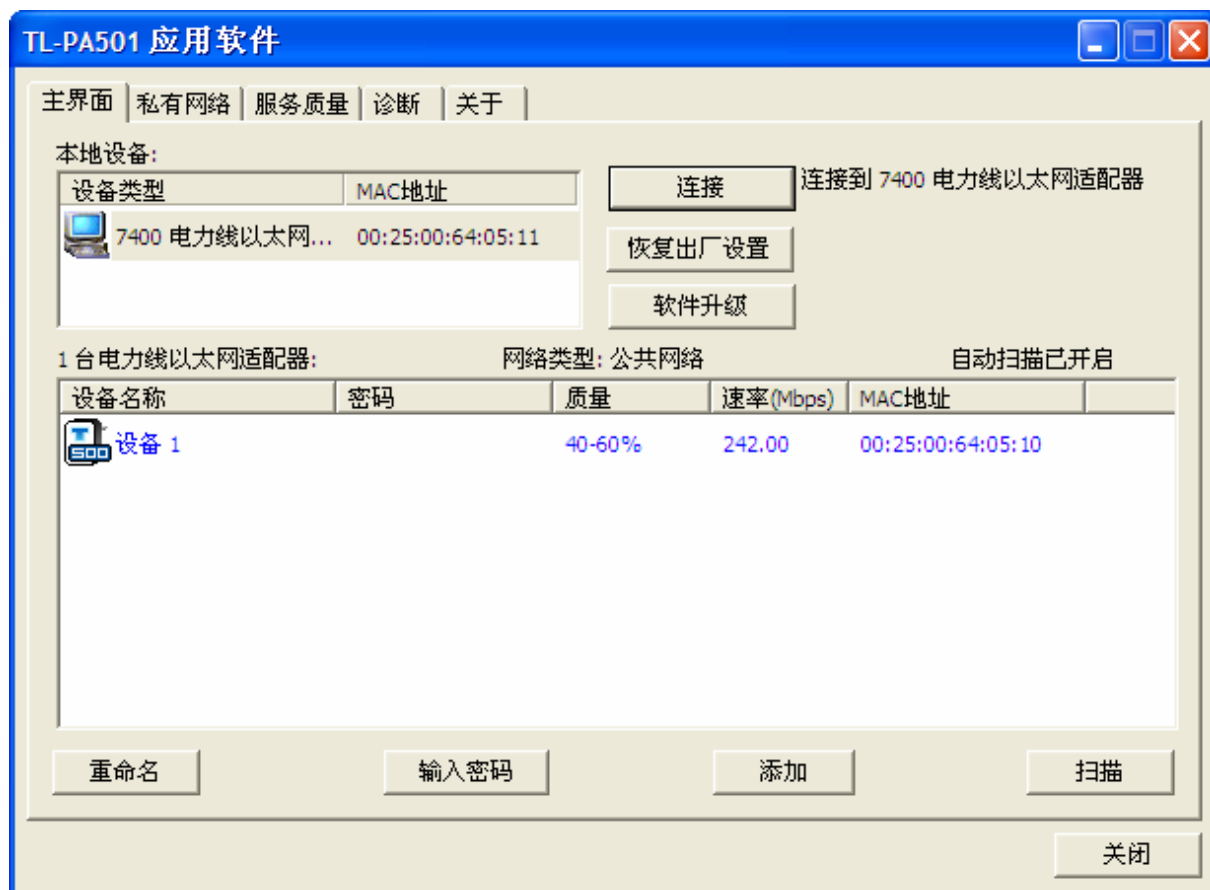 TL-PA501 应用软件
主界面 私有网络 服务质量 诊断 关于
本地设备:
设备类型 MAC地址
7400 电力线以太网... 00:25:00:64:05:11
连接 连接到 7400 电力线以太网适配器
恢复出厂设置
软件升级
1 台电力线以太网适配器: 网络类型: 公共网络 自动扫描已开启
设备名称 密码 质量 速率(Mbps) MAC地址
T 500 设备 1 40-60% 242.00 00:25:00:64:05:10
重命名 输入密码 添加 扫描
关闭